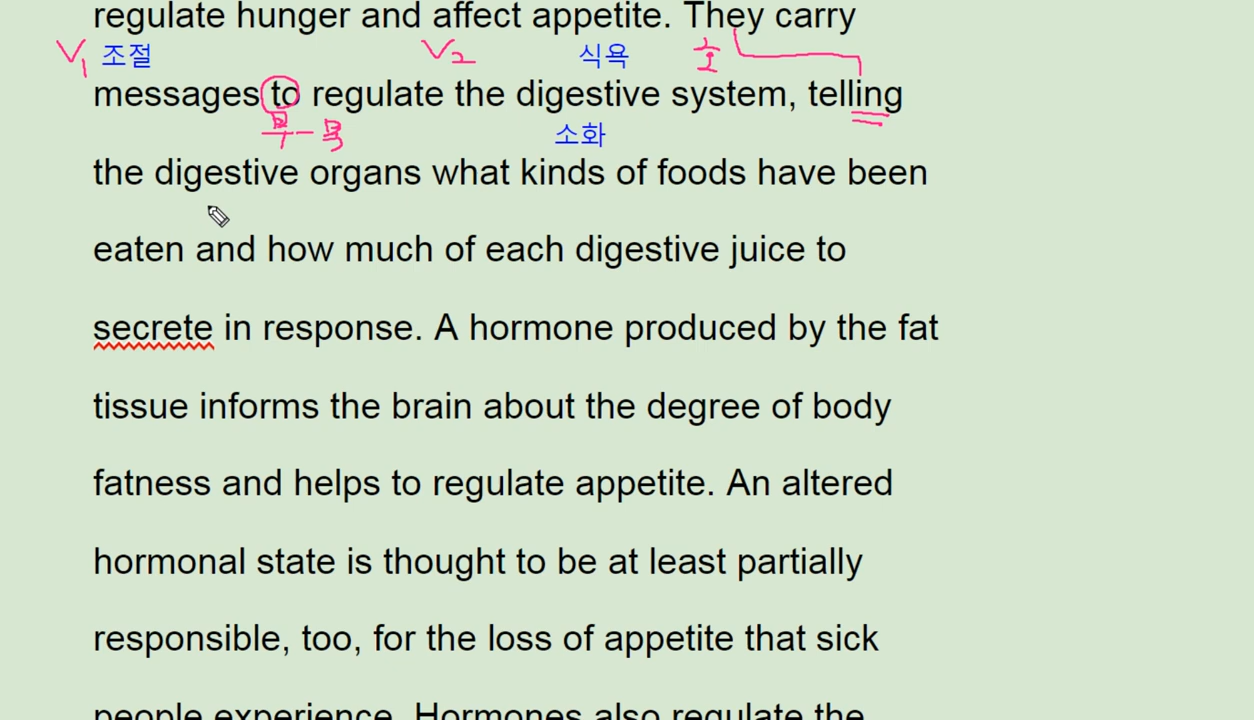 regulate hunger and affect appetite. They carry
V1 조절 V2 식욕 호
messages to regulate the digestive system, telling
부-목 소화
the digestive organs what kinds of foods have been
eaten and how much of each digestive juice to
secrete in response. A hormone produced by the fat
tissue informs the brain about the degree of body
fatness and helps to regulate appetite. An altered
hormonal state is thought to be at least partially
responsible, too, for the loss of appetite that sick
people experience. Hormones also regulate the